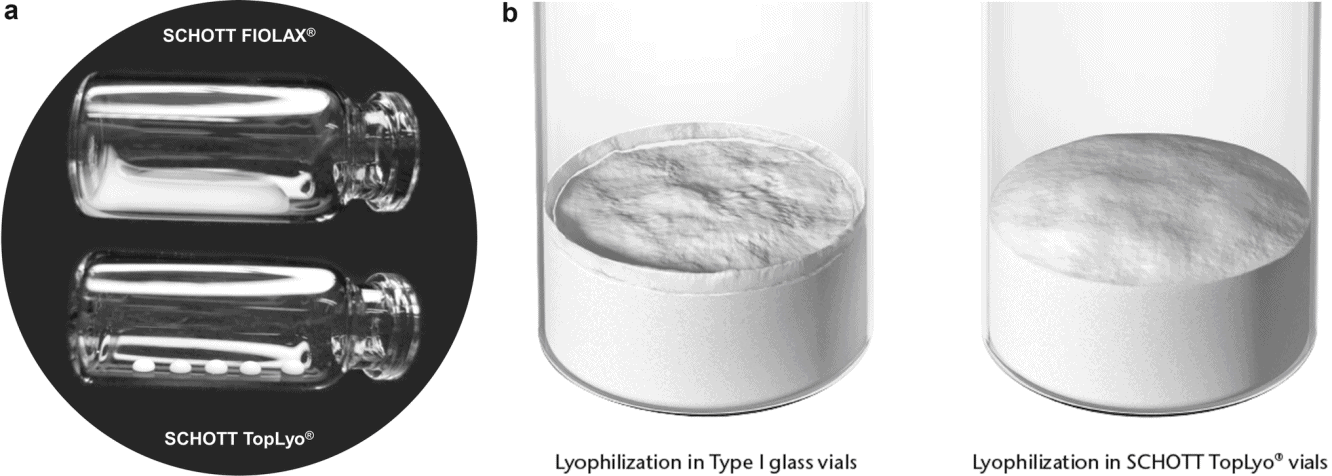 a
SCHOTT FIOLAX®
SCHOTT TopLyo®
b
Lyophilization in Type I glass vials
Lyophilization in SCHOTT TopLyo® vials